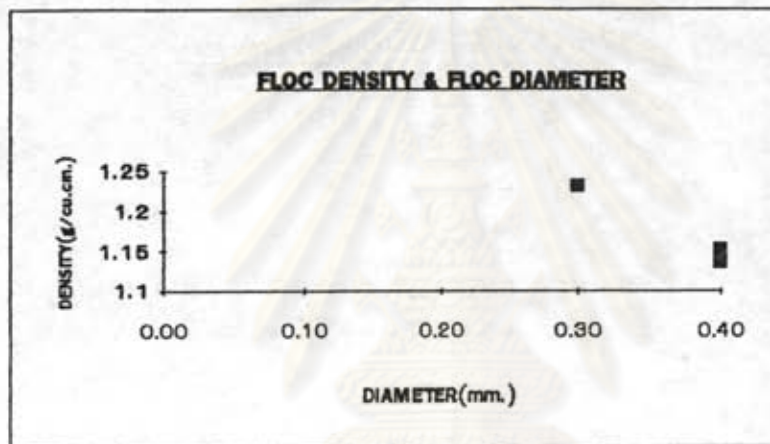 FLOC DENSITY & FLOC DIAMETER
DENSITY(g/cu.cm.)
1.25
1.2
1.15
1.1
0.00 0.10 0.20 0.30 0.40
DIAMETER(mm.)